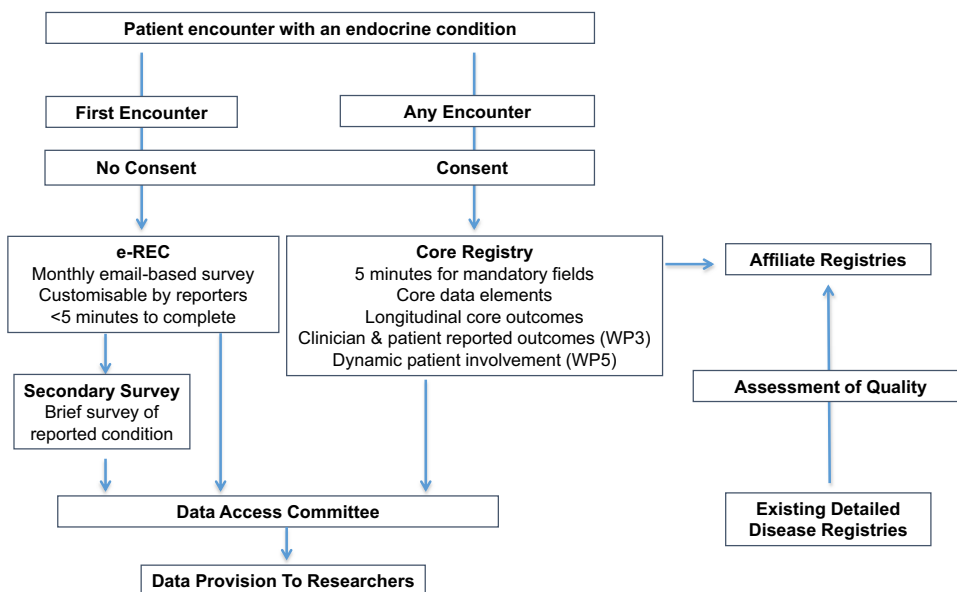 Patient encounter with an endocrine condition
First Encounter
Any Encounter
No Consent
Consent
e-REC
Monthly email-based survey
Customisable by reporters
<5 minutes to complete
Core Registry
5 minutes for mandatory fields
Core data elements
Longitudinal core outcomes
Clinician & patient reported outcomes (WP3)
Dynamic patient involvement (WP5)
Affiliate Registries
Secondary Survey
Brief survey of
reported condition
Assessment of Quality
Data Access Committee
Existing Detailed
Disease Registries
Data Provision To Researchers